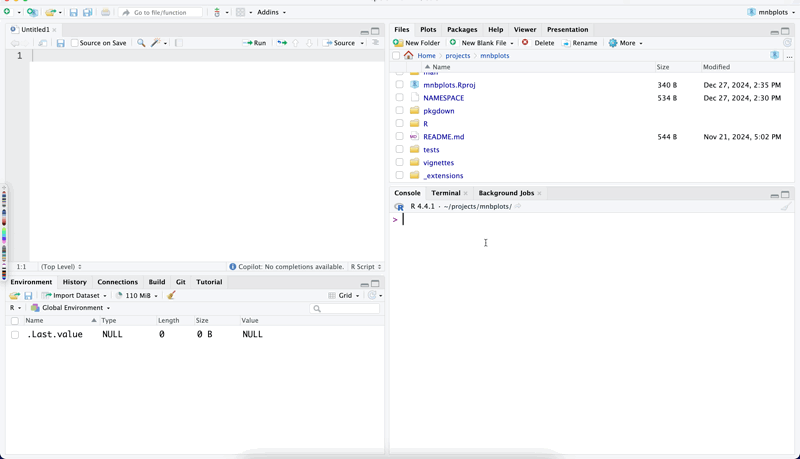 Go to file/function
Addins
mnbplots
Untitled1
Source on Save
Run
Source
1
1:1
(Top Level)
Copilot: No completions available.
R Script
Environment
History
Connections
Build
Git
Tutorial
Import Dataset
110 MiB
Grid
R
Global Environment
Name
Type
Length
Size
Value
.Last.value
NULL
0
0 B
NULL
Files
Plots
Packages
Help
Viewer
Presentation
New Folder
New Blank File
Delete
Rename
More
Home
projects
mnbplots
...
Name
Size
Modified
man
mnbplots.Rproj
340 B
Dec 27, 2024, 2:35 PM
NAMESPACE
534 B
Dec 27, 2024, 2:30 PM
pkgdown
R
README.md
544 B
Nov 21, 2024, 5:02 PM
tests
vignettes
_extensions
Console
Terminal
Background Jobs
R 4.4.1 · ~/projects/mnbplots/
>